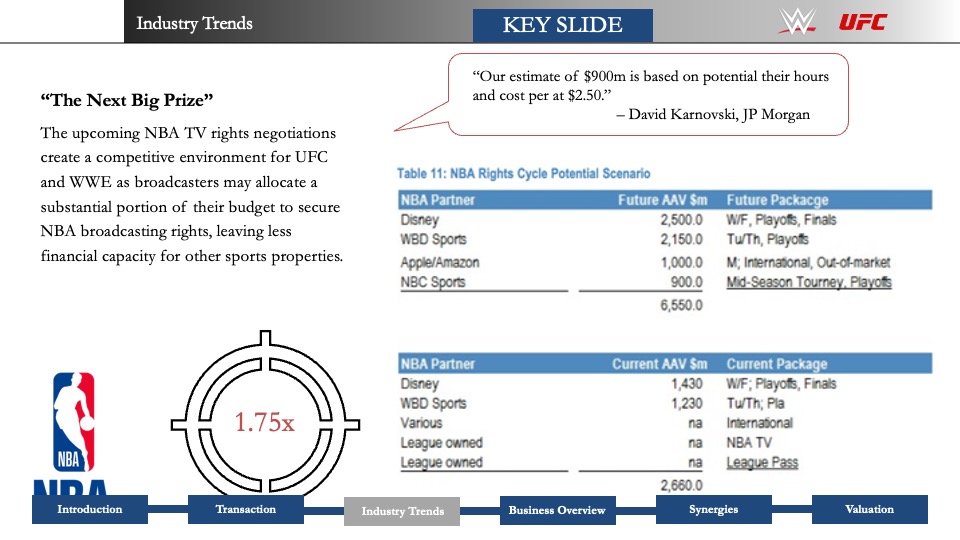 Industry Trends
KEY SLIDE
W
UFC
“The Next Big Prize”
The upcoming NBA TV rights negotiations
create a competitive environment for UFC
and WWE as broadcasters may allocate a
substantial portion of their budget to secure
NBA broadcasting rights, leaving less
financial capacity for other sports properties.
“Our estimate of $900m is based on potential their hours
and cost per at $2.50.”
– David Karnovski, JP Morgan
Table 11: NBA Rights Cycle Potential Scenario
NBA Partner Future AAV $m Future Packacge
Disney 2,500.0 W/F, Playoffs, Finals
WBD Sports 2,150.0 Tu/Th, Playoffs
Apple/Amazon 1,000.0 M; International, Out-of-market
NBC Sports 900.0 Mid-Season Tourney, Playoffs
6,550.0
NBA Partner Current AAV $m Current Package
Disney 1,430 W/F; Playoffs, Finals
WBD Sports 1,230 Tu/Th; Pla
Various na International
League owned na NBA TV
League owned na League Pass
2,660.0
1.75x
NBA
NBA
Introduction
Transaction
Industry Trends
Business Overview
Synergies
Valuation